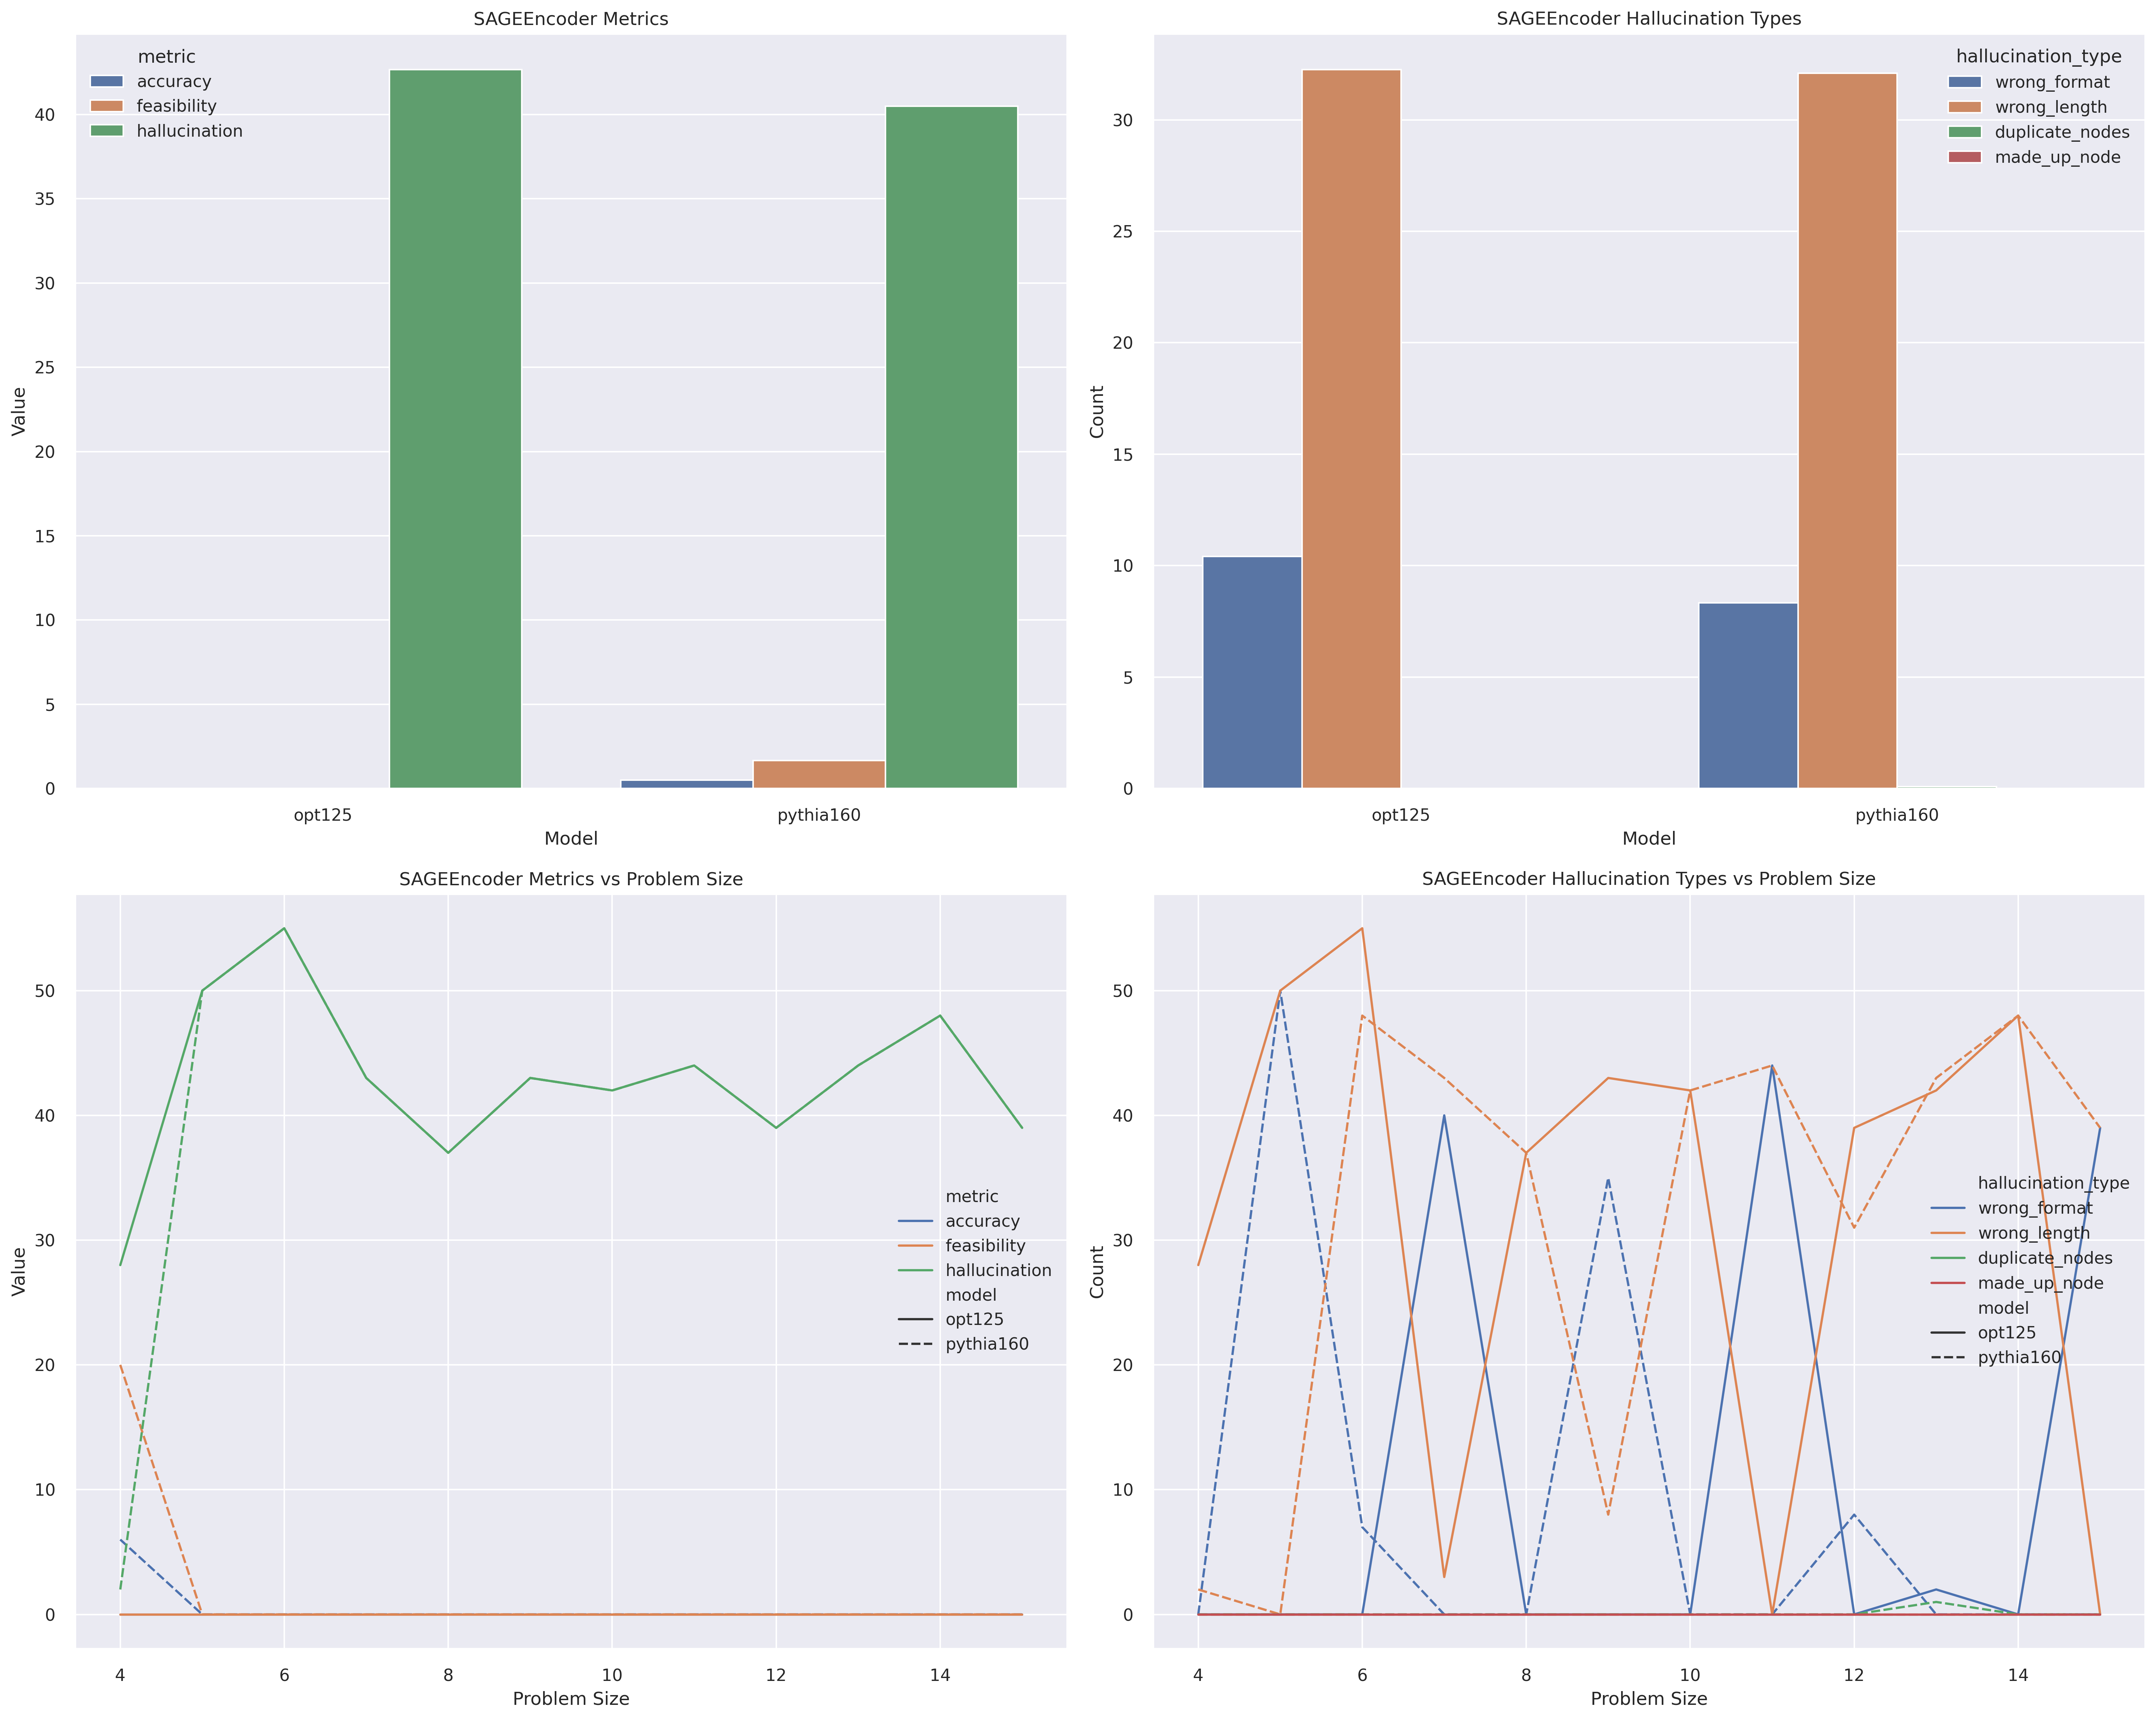 SAGEEncoder Metrics
metric
accuracy
feasibility
hallucination
40
35
30
25
20
15
10
5
0
Value
opt125
pythia160
Model
SAGEEncoder Hallucination Types
hallucination_type
wrong_format
wrong_length
duplicate_nodes
made_up_node
30
25
20
15
10
5
0
Count
opt125
pythia160
Model
SAGEEncoder Metrics vs Problem Size
50
40
30
20
10
0
Value
metric
accuracy
feasibility
hallucination
model
opt125
pythia160
4 6 8 10 12 14
Problem Size
SAGEEncoder Hallucination Types vs Problem Size
50
40
30
20
10
0
Count
hallucination_type
wrong_format
wrong_length
duplicate_nodes
made_up_node
model
opt125
pythia160
4 6 8 10 12 14
Problem Size